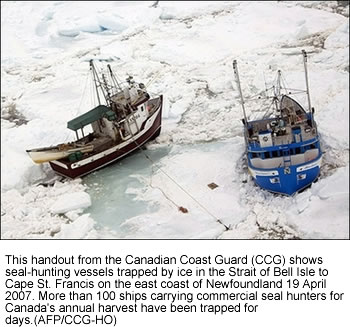 This handout from the Canadian Coast Guard (CCG) shows
seal-hunting vessels trapped by ice in the Strait of Bell Isle to
Cape St. Francis on the east coast of Newfoundland 19 April
2007. More than 100 ships carrying commercial seal hunters for
Canada's annual harvest have been trapped for
days.(AFP/CCG-HO)